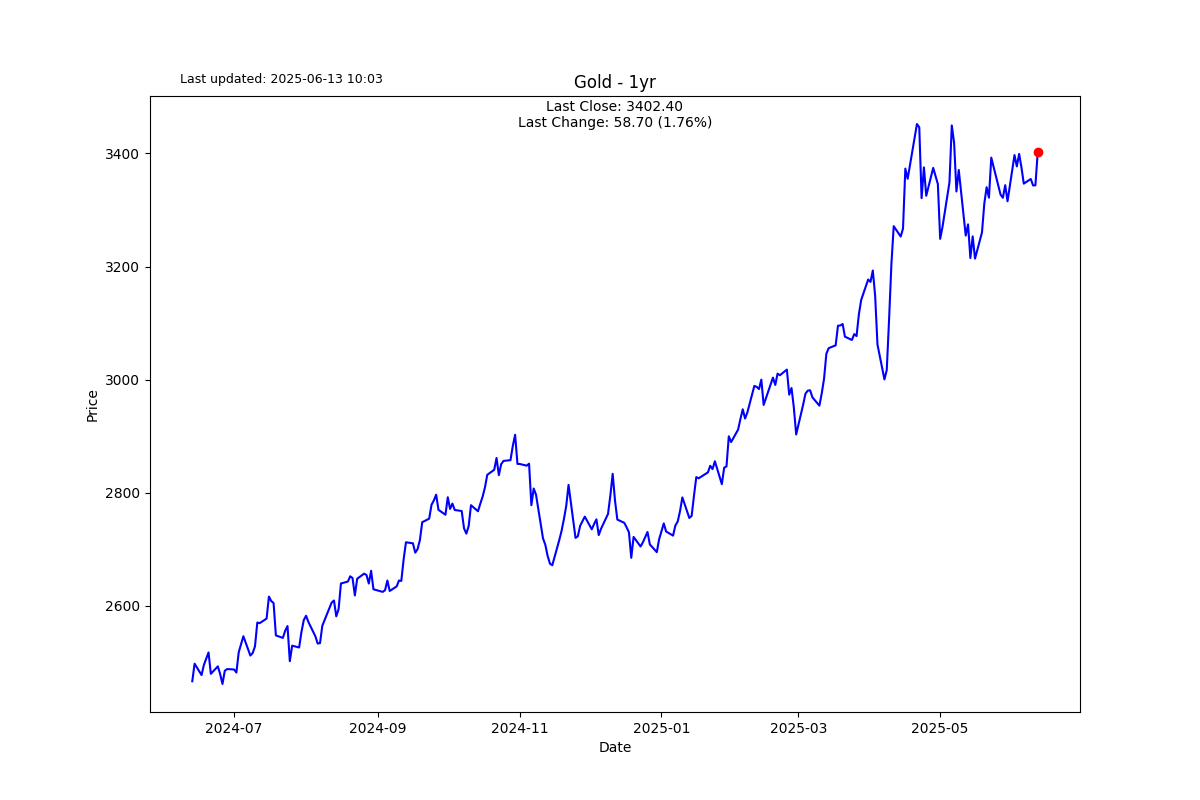 Last updated: 2025-06-13 10:03
Gold - 1yr
Last Close: 3402.40
Last Change: 58.70 (1.76%)
3400
3200
3000
2800
2600
Price
2024-07
2024-09
2024-11
2025-01
2025-03
2025-05
Date